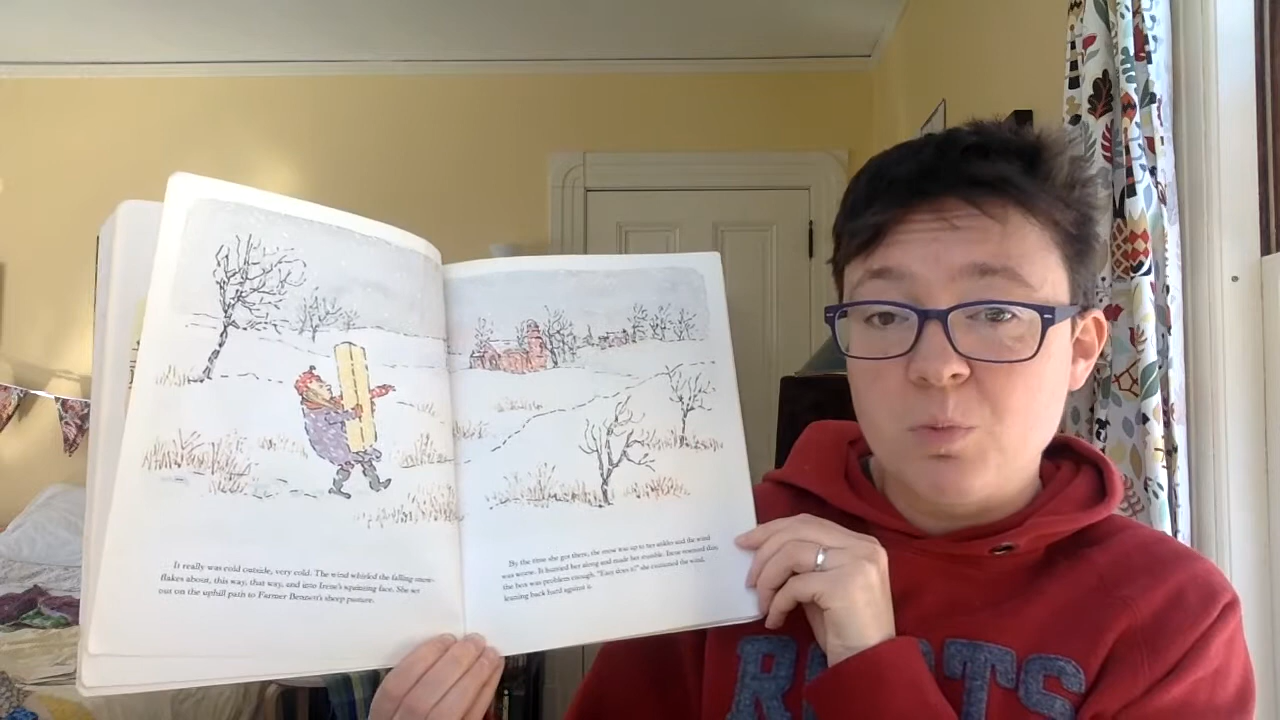 It really was cold outside, very cold. The wind whirled the falling snow-
flakes about, this way, that way, and into Irene's squinting face. She set
out on the uphill path to Farmer Bennett's sheep pasture.
By the time she got there, the snow was up to her ankles and the wind
was worse. It hurried her along and made her stumble. Irene resented this;
the box was problem enough. "Easy does it!" she cautioned the wind,
leaning back hard against it.